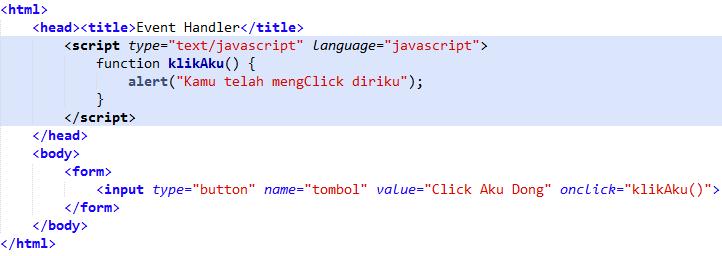 <html>
<head><title>Event Handler</title>
<script type="text/javascript" language="javascript">
function klikAku() {
alert("Kamu telah mengClick diriku");
}
</script>
</head>
<body>
<form>
<input type="button" name="tombol" value="Click Aku Dong" onclick="klikAku()">
</form>
</body>
</html>